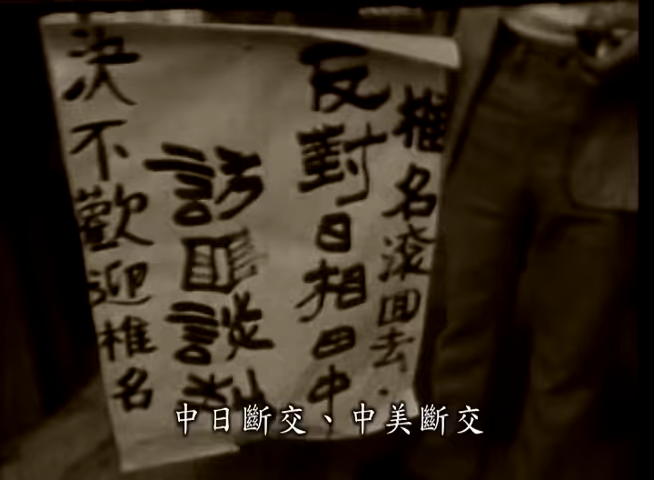 椎名滾回去.
反對日相田中
訪匪談判
決不歡迎椎名
中日斷交、中美斷交